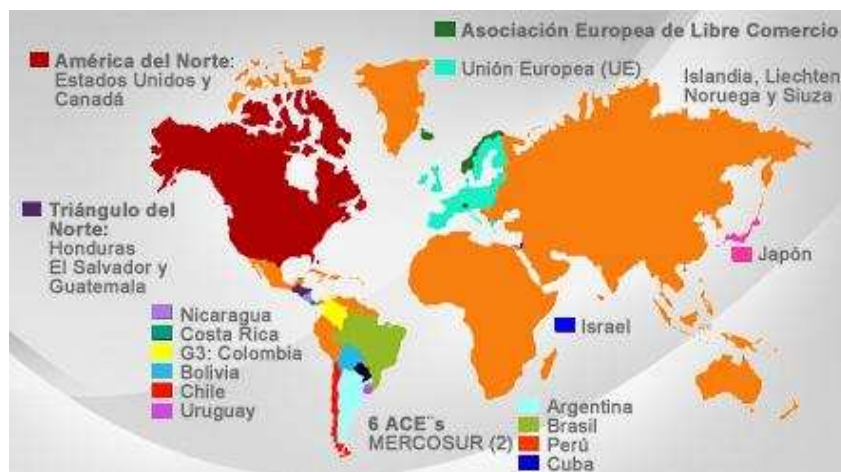 América del Norte:
Estados Unidos y
Canadá
Asociación Europea de Libre Comercio
Unión Europea (UE)
Islandia, Liechten
Noruega y Siuza
Triángulo del
Norte:
Honduras
El Salvador y
Guatemala
Japón
Nicaragua
Costa Rica
G3: Colombia
Bolivia
Chile
Uruguay
Israel
6 ACE¨s
MERCOSUR (2)
Argentina
Brasil
Perú
Cuba